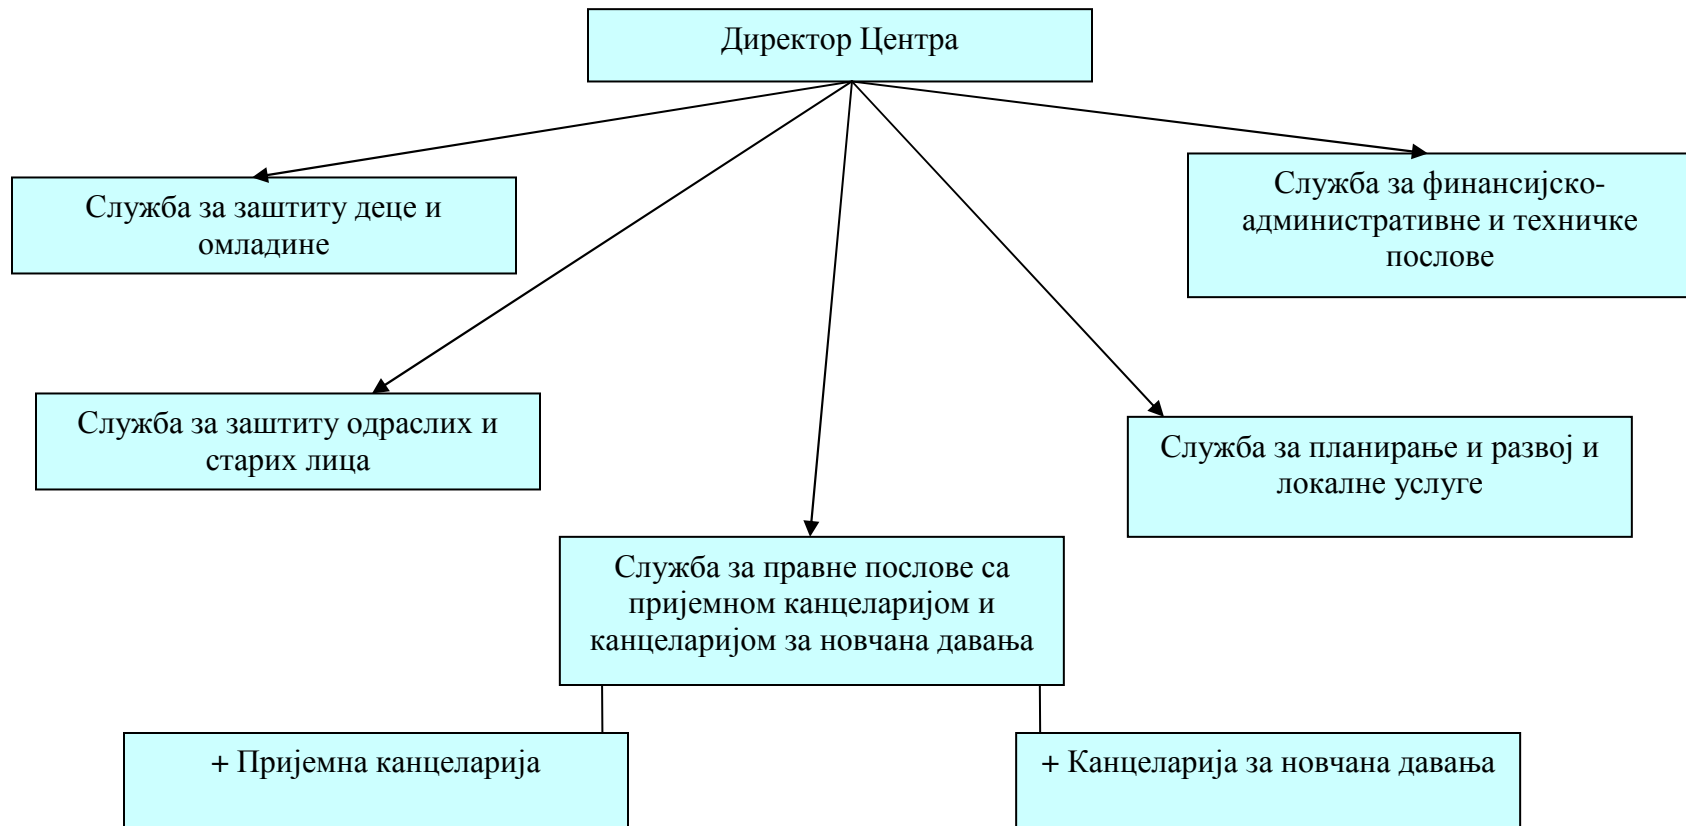 Директор Центра
Служба за заштиту деце и
омладине
Служба за финансијско-
административне и техничке
послове
Служба за заштиту одраслих и
старих лица
Служба за планирање и развој и
локалне услуге
Служба за правне послове са
пријемном канцеларијом и
канцеларијом за новчана давања
+ Пријемна канцеларија
+ Канцеларија за новчана давања